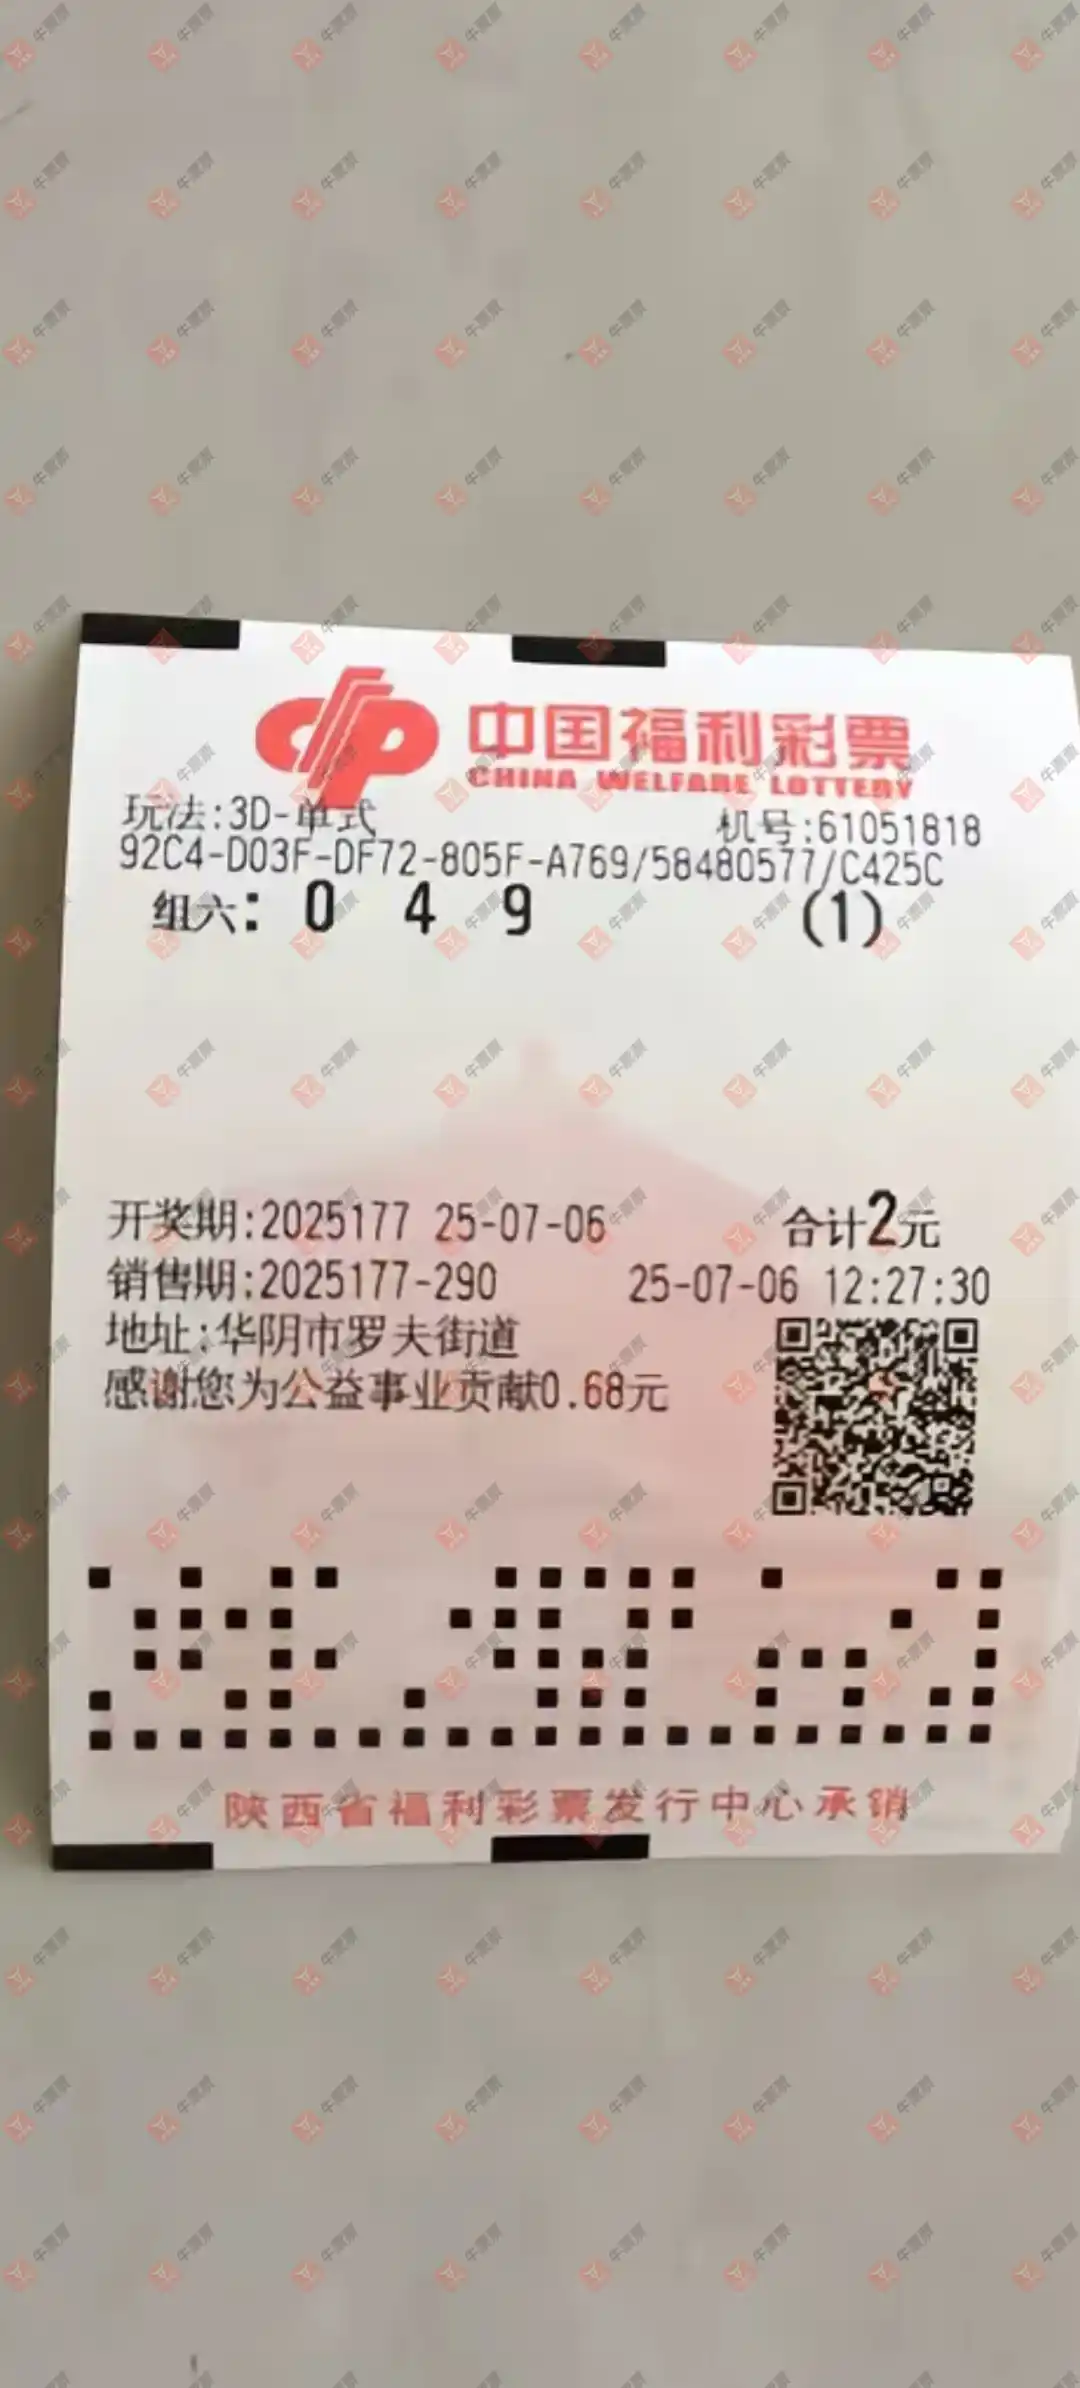 中国福利彩票
CHINA WELFARE LOTTERY
玩法:3D-单式 机号:61051818
92C4-D03F-DF72-805F-A769/58480577/C425C
组六: 0 4 9 (1)
开奖期:2025177 25-07-06 合计2元
销售期:2025177-290 25-07-06 12:27:30
地址:华阴市罗夫街道
感谢您为公益事业贡献0.68元
陕西省福利彩票发行中心承销
牛票票